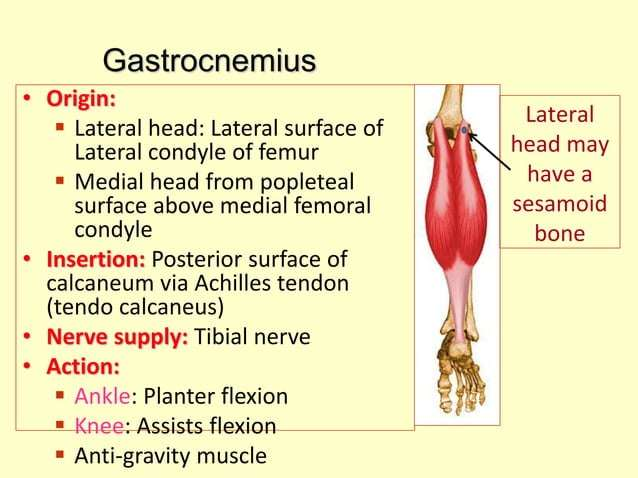 Gastrocnemius
• Origin:
▪ Lateral head: Lateral surface of
Lateral condyle of femur
▪ Medial head from popleteal
surface above medial femoral
condyle
• Insertion: Posterior surface of
calcaneum via Achilles tendon
(tendo calcaneus)
• Nerve supply: Tibial nerve
• Action:
▪ Ankle: Planter flexion
▪ Knee: Assists flexion
▪ Anti-gravity muscle
Lateral
head may
have a
sesamoid
bone